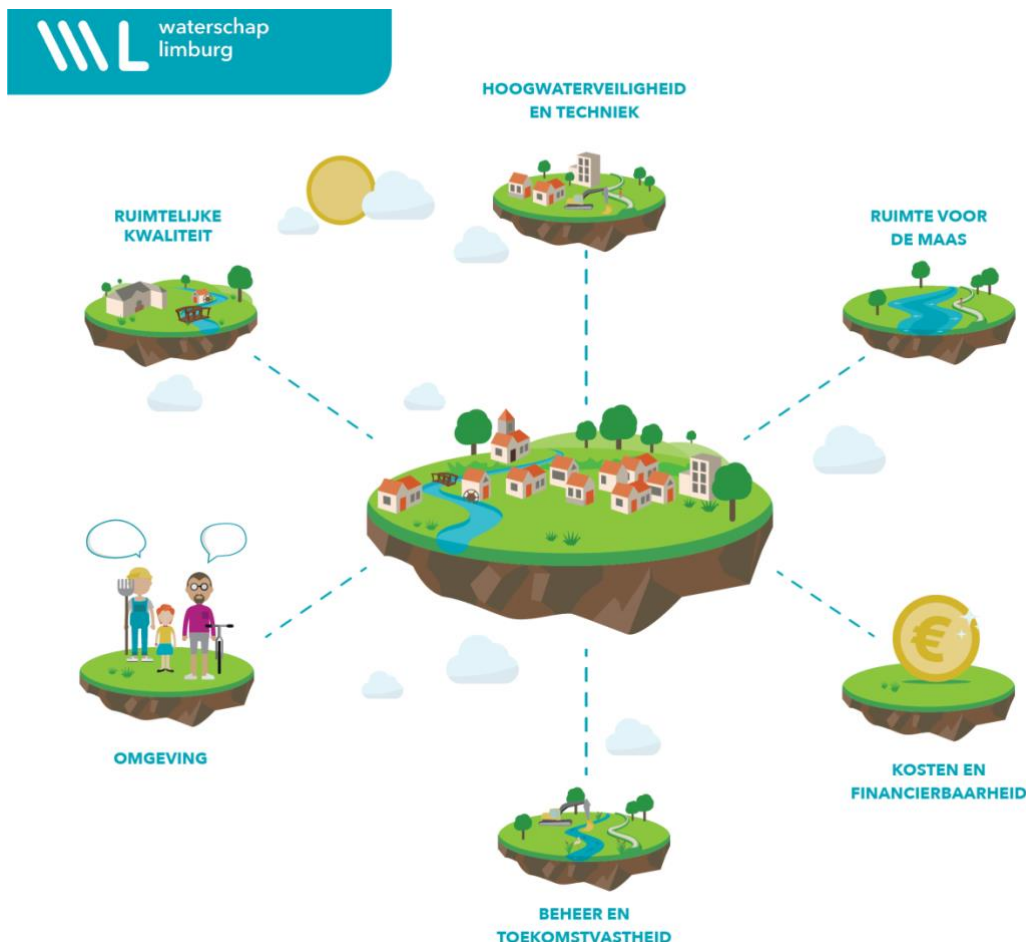 waterschap
limburg
HOOGWATERVEILIGHEID
EN TECHNIEK
RUIMTELIJKE
KWALITEIT
RUIMTE VOOR
DE MAAS
€
OMGEVING
KOSTEN EN
FINANCIERBAARHEID
BEHEER EN
TOEKOMSTVASTHEID